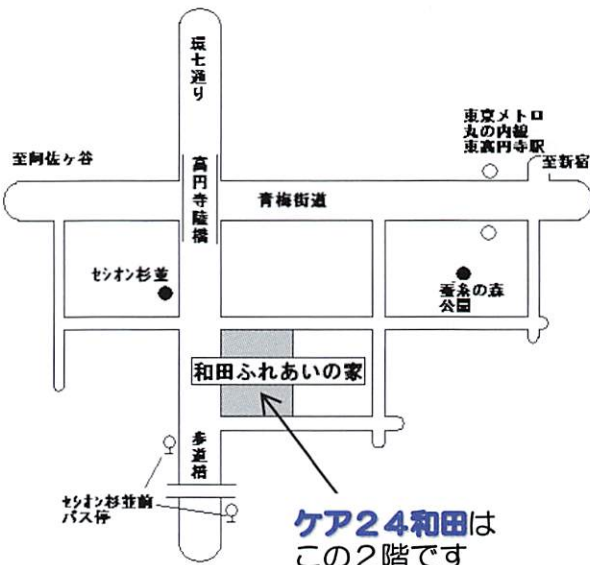 環七通り
東京メトロ
丸の内線
東高円寺駅
至阿佐ヶ谷
至新宿
高円寺陸橋
青梅街道
セシオン杉並
蚕糸の森
公園
和田ふれあいの家
歩道橋
セシオン杉並前
バス停
ケア24和田は
この2階です